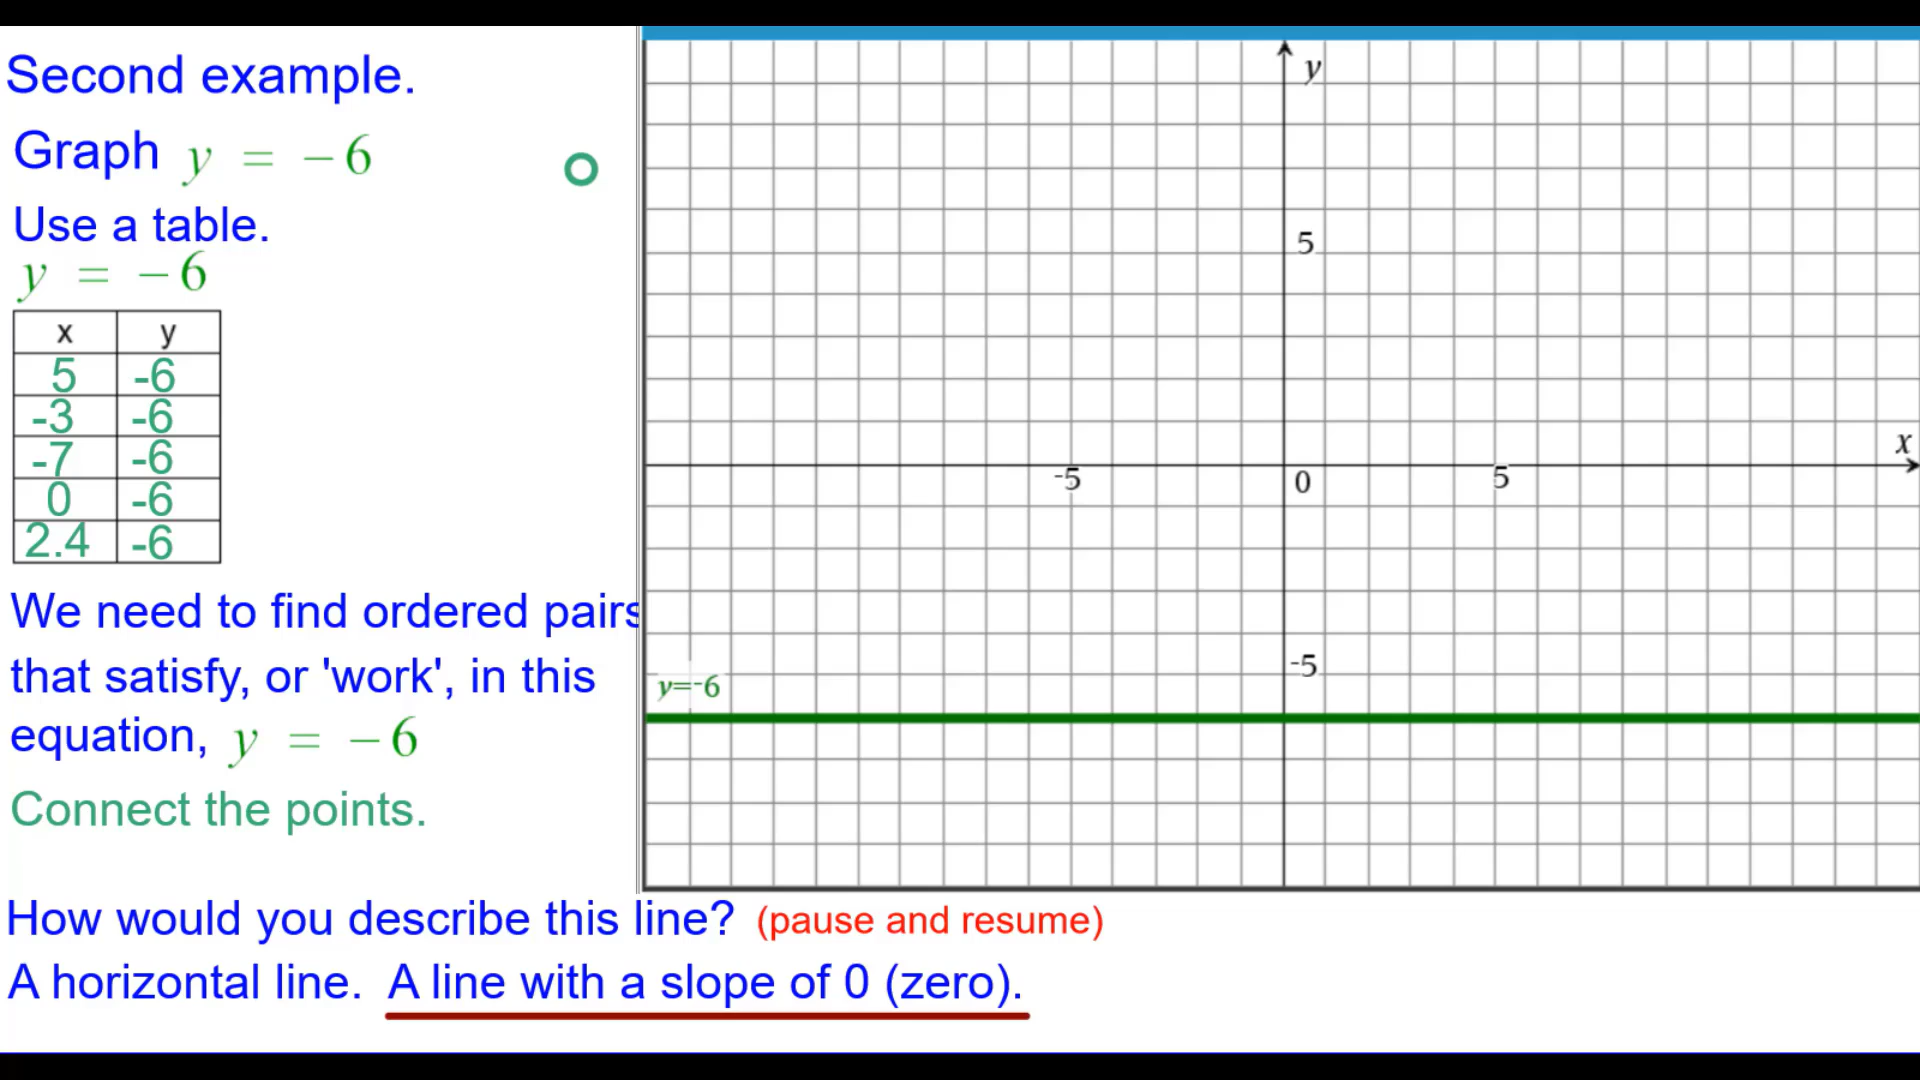 Second example.
Graph y = -6
Use a table.
y = -6
x y
5 -6
-3 -6
-7 -6
0 -6
2.4 -6
We need to find ordered pairs
that satisfy, or 'work', in this
equation, y = -6
Connect the points.
y
5
x
-5 0 5
-5
y=-6
How would you describe this line? (pause and resume)
A horizontal line. A line with a slope of 0 (zero).